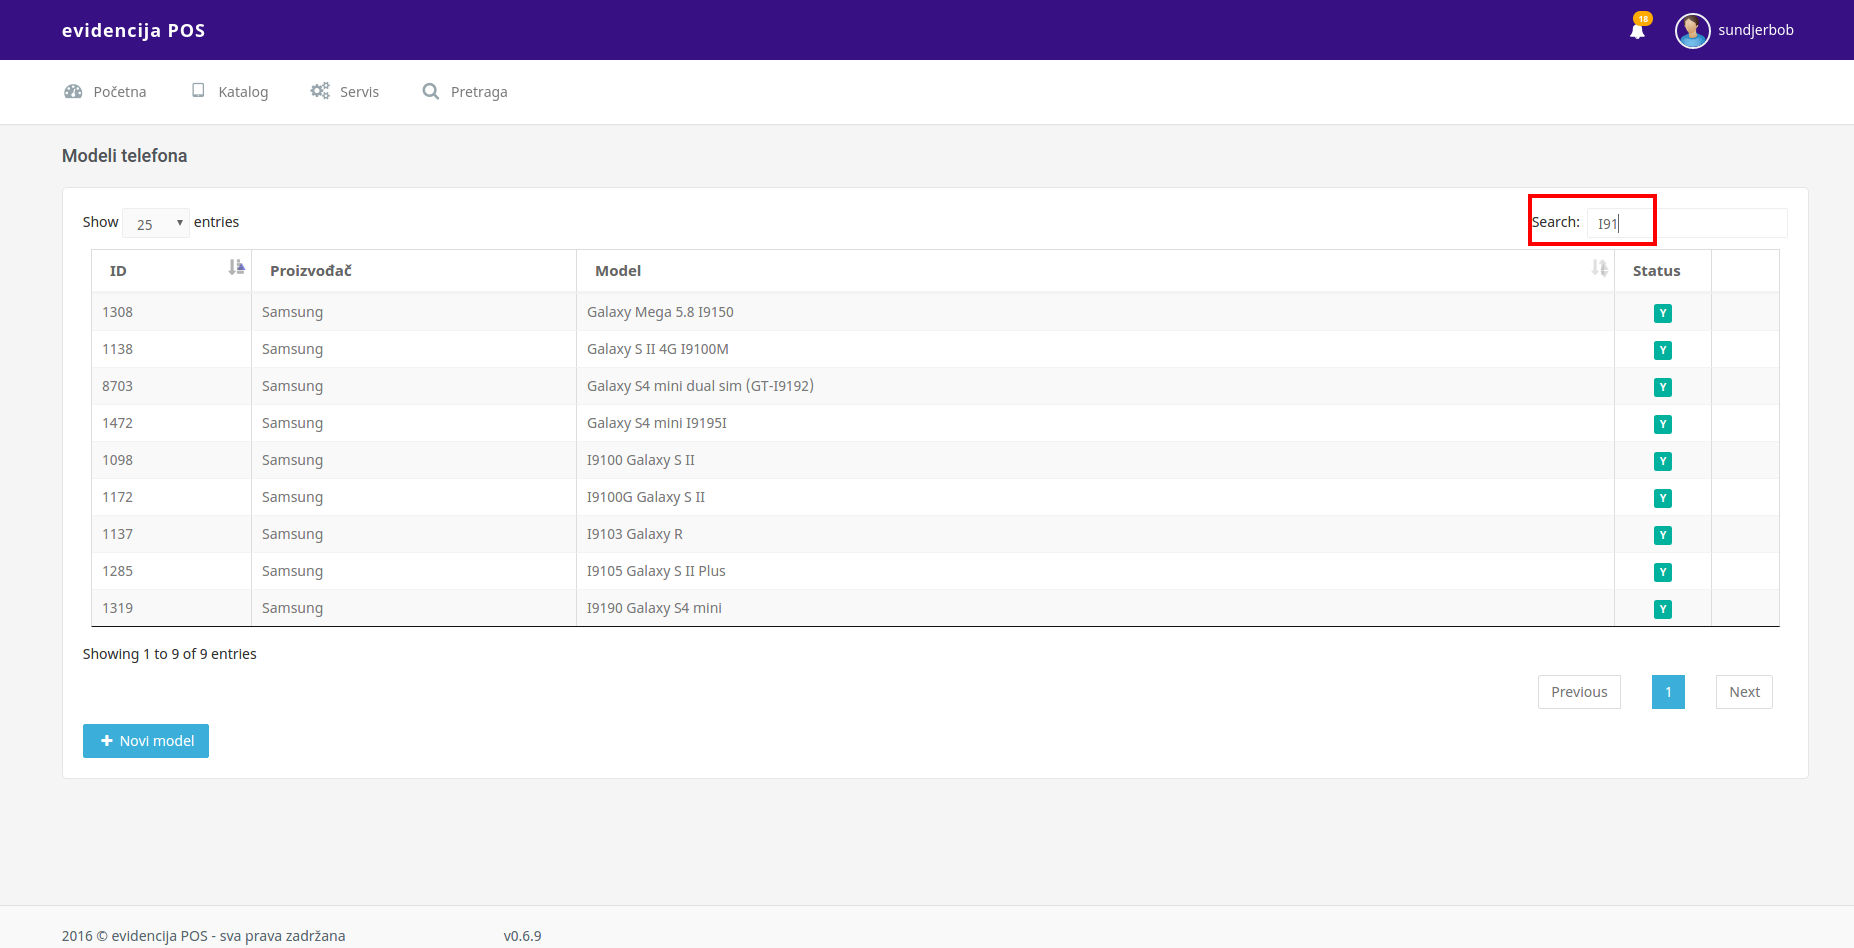 evidencija POS
18
sundjerbob
Početna Katalog Servis Pretraga
Modeli telefona
Show 25 entries Search: I91
ID Proizvođač Model Status
1308 Samsung Galaxy Mega 5.8 I9150 Y
1138 Samsung Galaxy S II 4G I9100M Y
8703 Samsung Galaxy S4 mini dual sim (GT-I9192) Y
1472 Samsung Galaxy S4 mini I9195I Y
1098 Samsung I9100 Galaxy S II Y
1172 Samsung I9100G Galaxy S II Y
1137 Samsung I9103 Galaxy R Y
1285 Samsung I9105 Galaxy S II Plus Y
1319 Samsung I9190 Galaxy S4 mini Y
Showing 1 to 9 of 9 entries
Previous 1 Next
Novi model
2016 © evidencija POS - sva prava zadržana v0.6.9